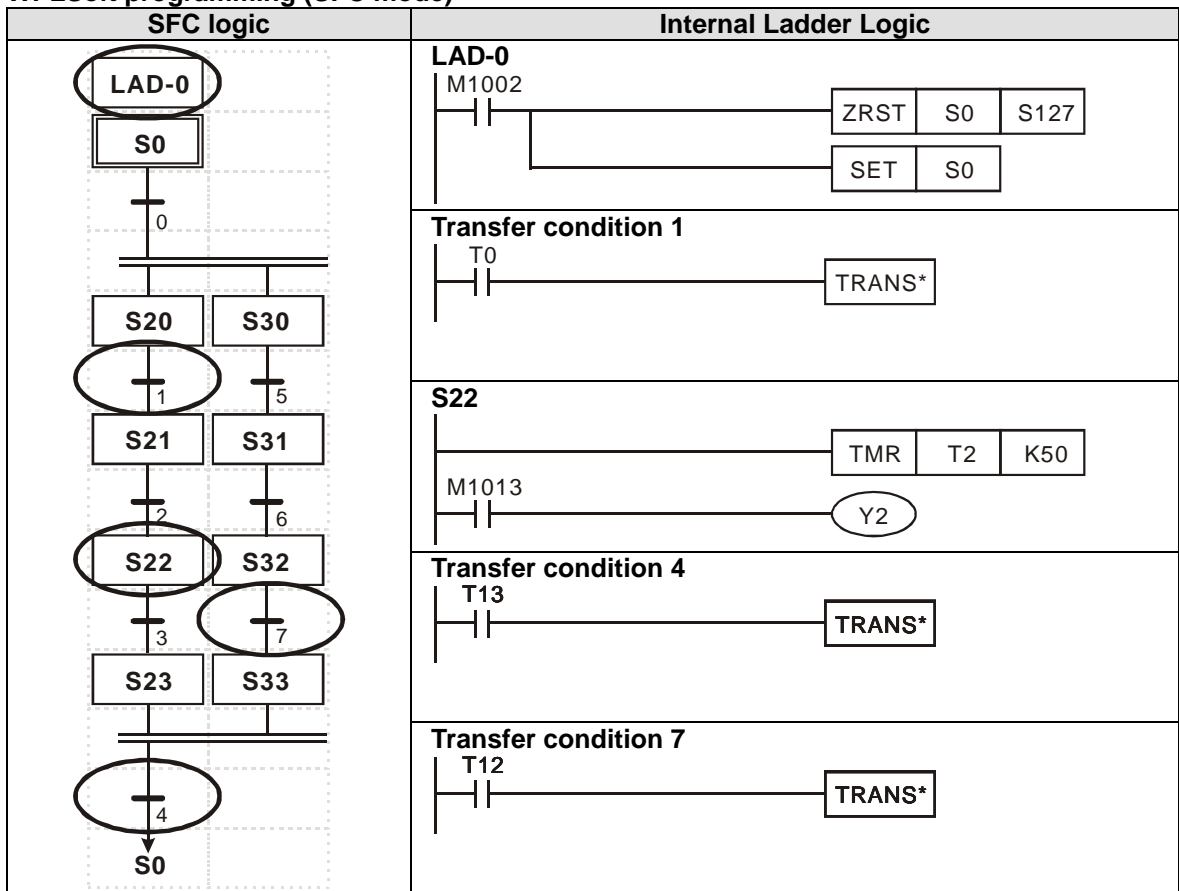 SFC logic
Internal Ladder Logic
LAD-0
S0
0
S20 S30
1 5
S21 S31
2 6
S22 S32
3 7
S23 S33
4
S0
LAD-0
M1002
ZRST S0 S127
SET S0
Transfer condition 1
T0
TRANS*
S22
TMR T2 K50
M1013
Y2
Transfer condition 4
T13
TRANS*
Transfer condition 7
T12
TRANS*